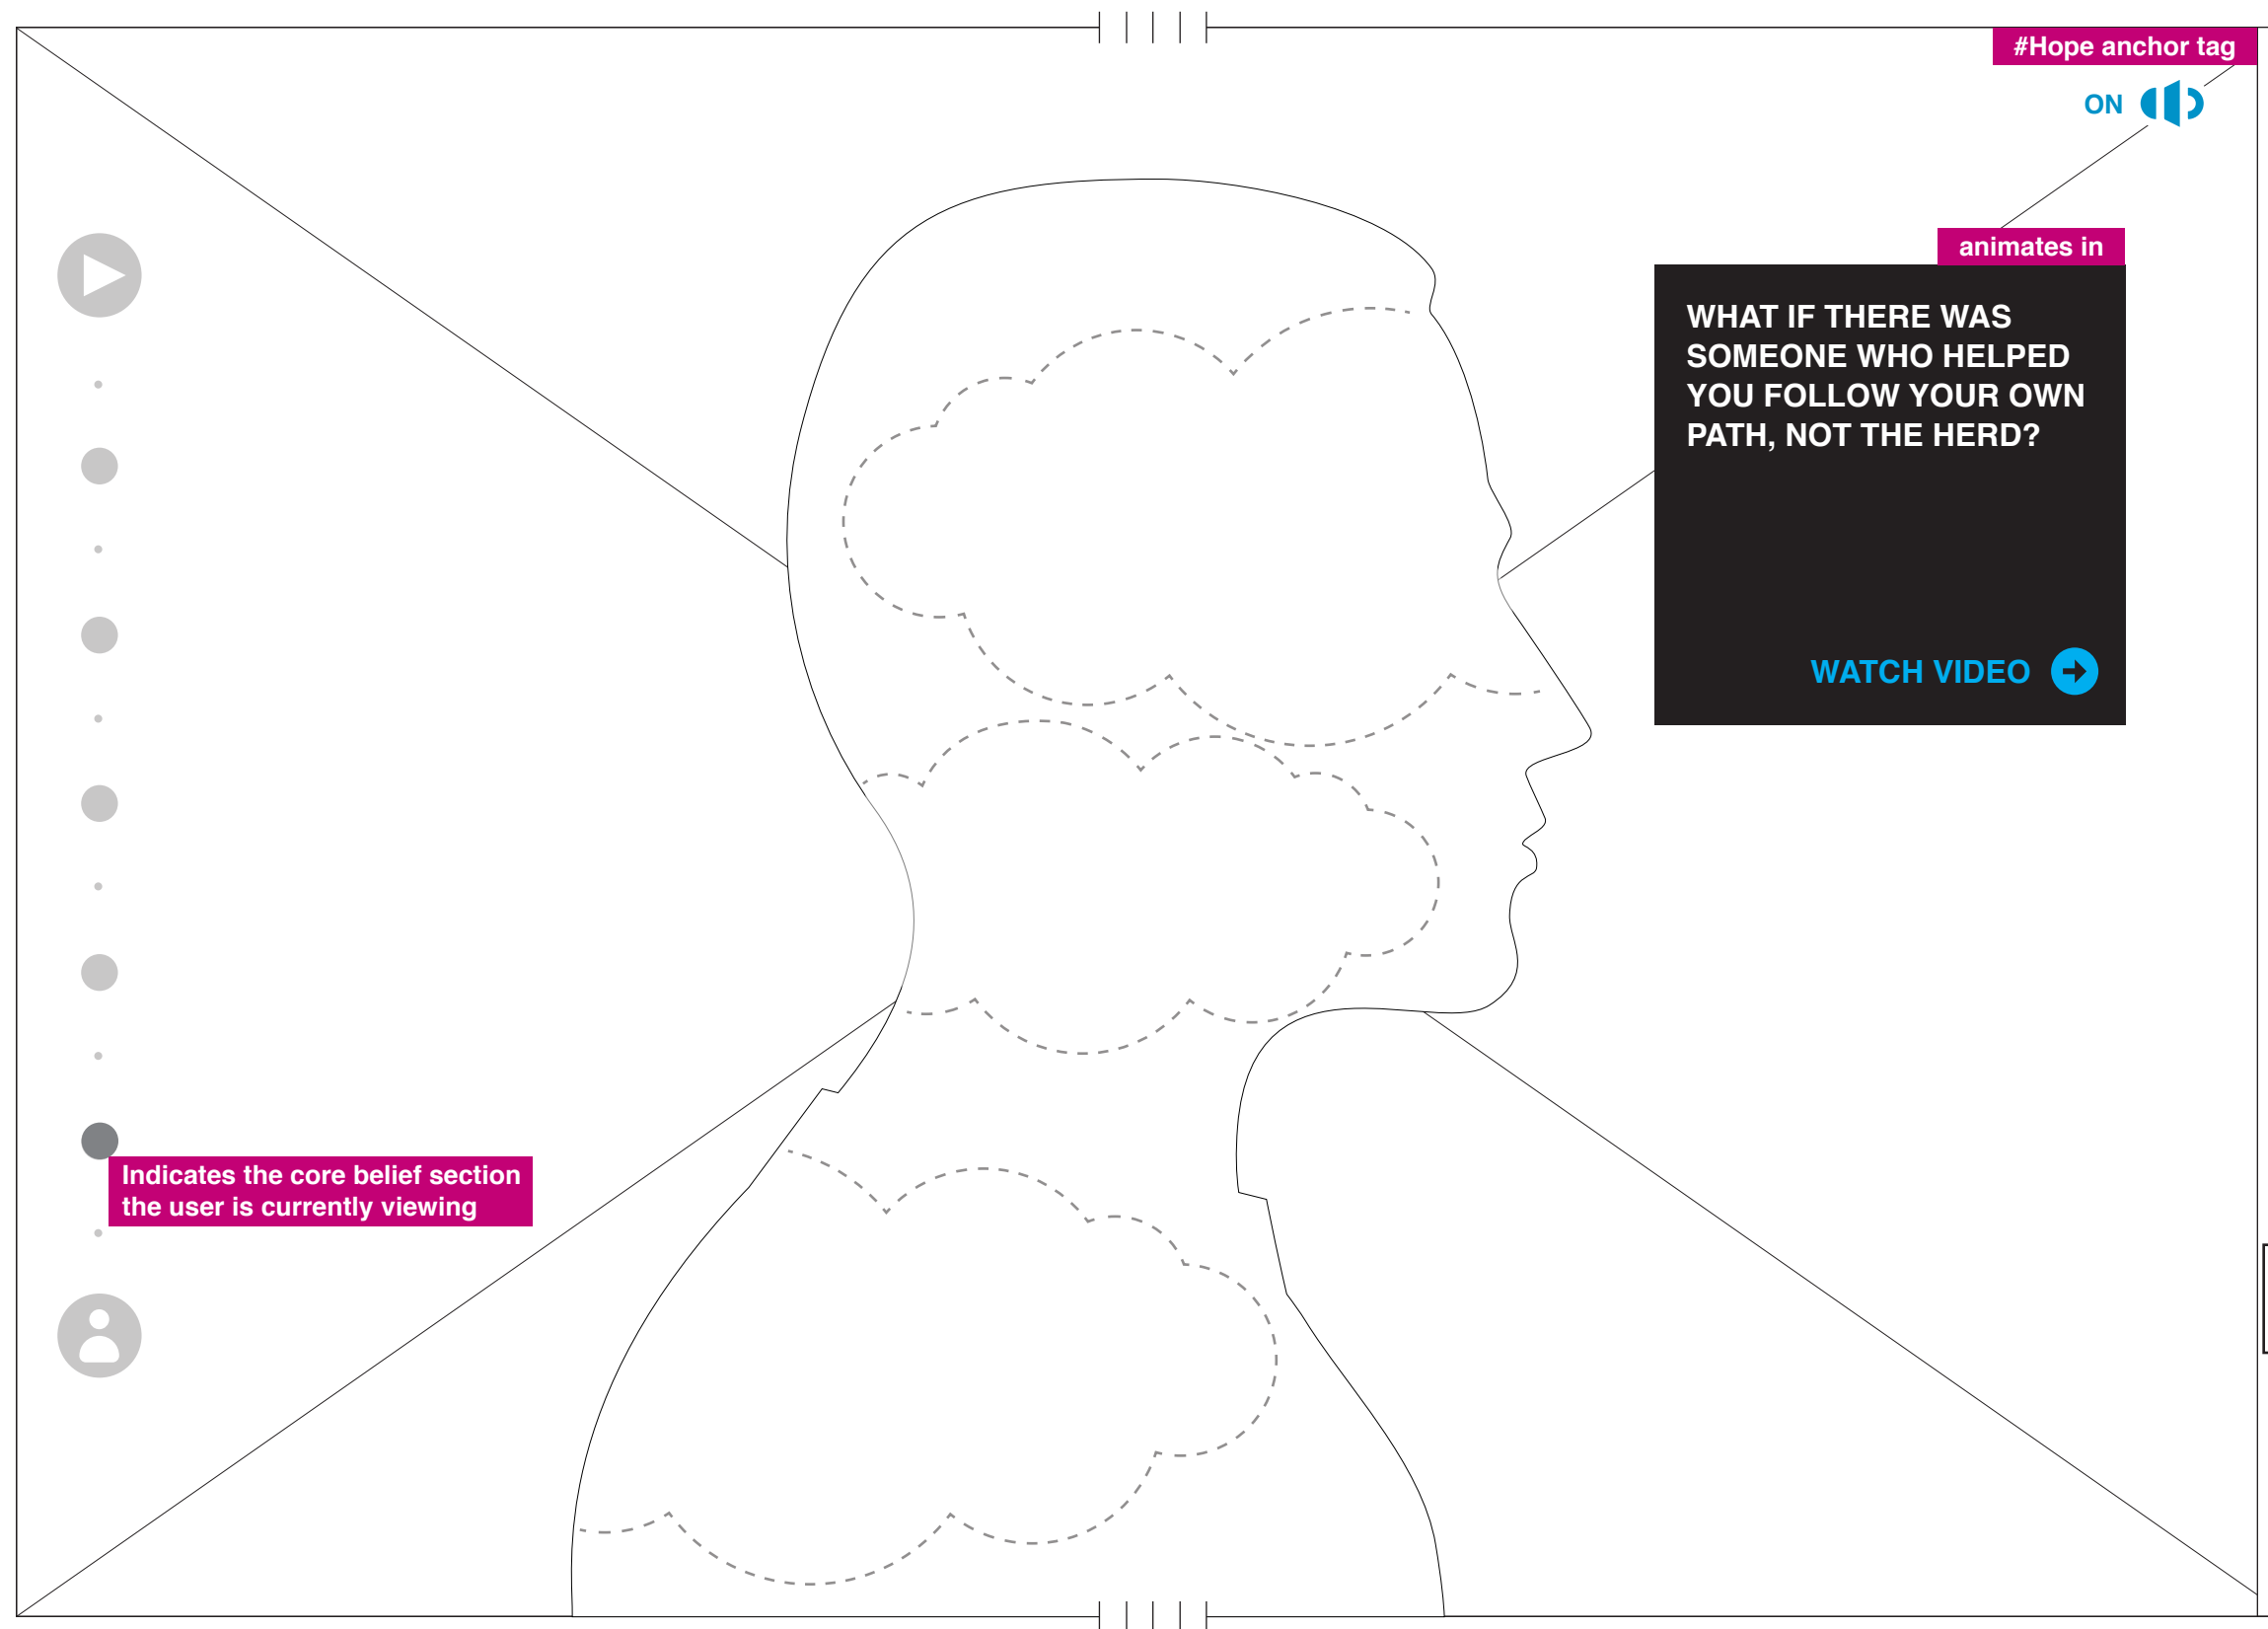 #Hope anchor tag
ON
animates in
WHAT IF THERE WAS
SOMEONE WHO HELPED
YOU FOLLOW YOUR OWN
PATH, NOT THE HERD?
WATCH VIDEO
Indicates the core belief section
the user is currently viewing